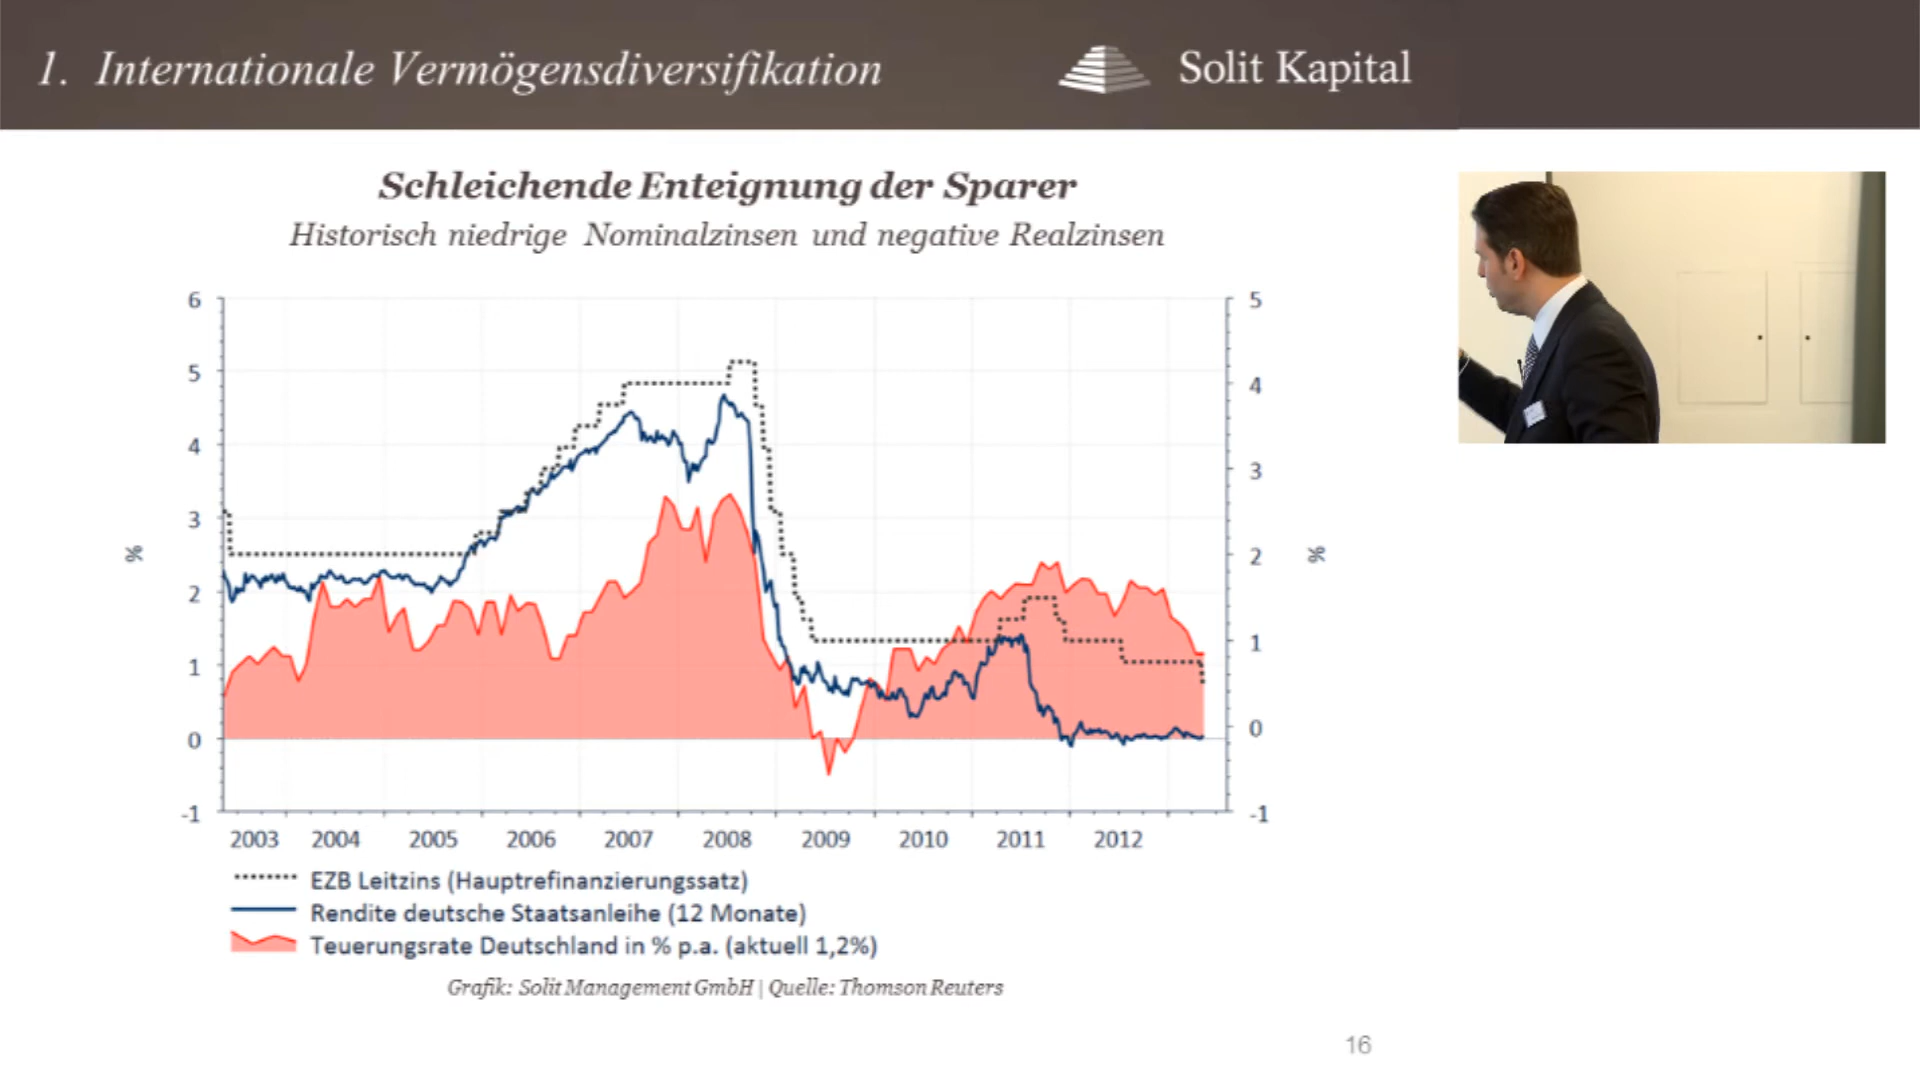 1. Internationale Vermögensdiversifikation
Solit Kapital
Schleichende Enteignung der Sparer
Historisch niedrige Nominalzinsen und negative Realzinsen
6
5
4
3
2
1
0
-1
%
5
4
3
2
1
0
-1
%
2003 2004 2005 2006 2007 2008 2009 2010 2011 2012
EZB Leitzins (Hauptrefinanzierungssatz)
Rendite deutsche Staatsanleihe (12 Monate)
Teuerungsrate Deutschland in % p.a. (aktuell 1,2%)
Grafik: Solit Management GmbH | Quelle: Thomson Reuters
16